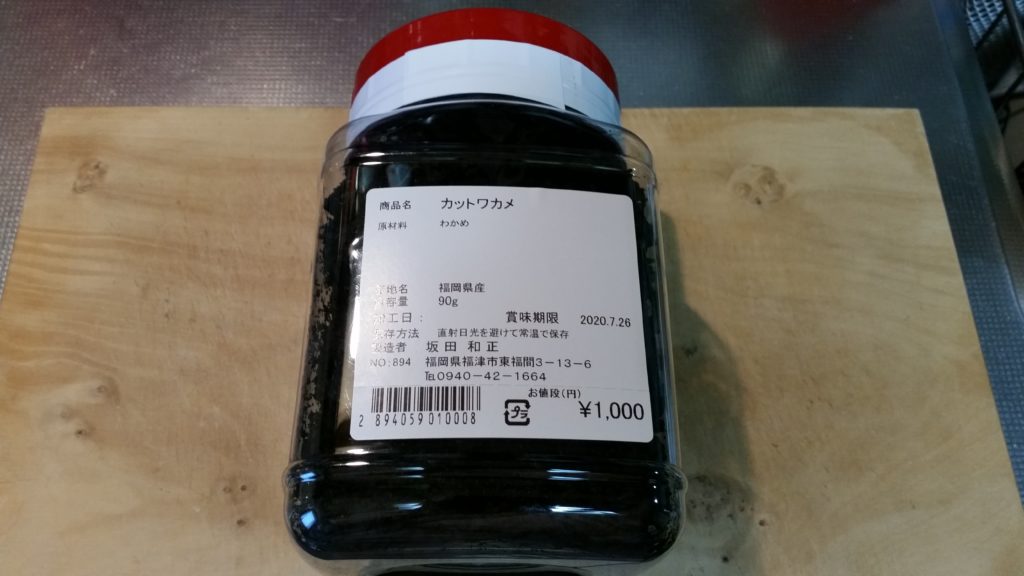 商品名 カットワカメ
原材料 わかめ
地名 福岡県産
容量 90g
加工日： 賞味期限 2020.7.26
保存方法 直射日光を避けて常温で保存
製造者 坂田 和正
NO:894 福岡県福津市東福間3－13－6
℡0940－42－1664
お値段(円)
2 894059010008 プラ ¥1,000